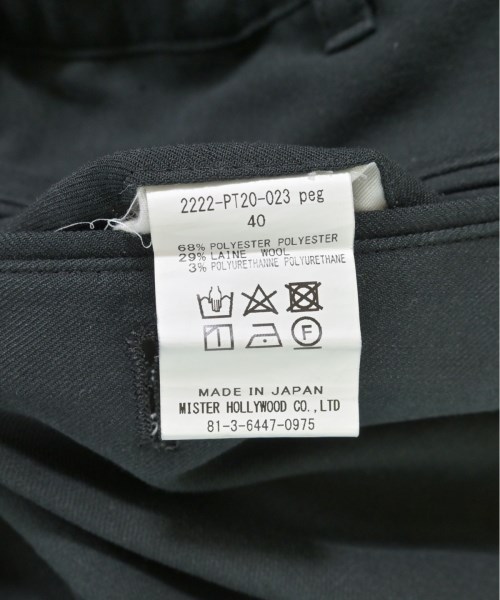 2222-PT20-023 peg
40
68% POLYESTER POLYESTER
29% LAINE WOOL
3% POLYURETHANNE POLYURETHANE
F
MADE IN JAPAN
MISTER HOLLYWOOD CO.,LTD
81-3-6447-0975